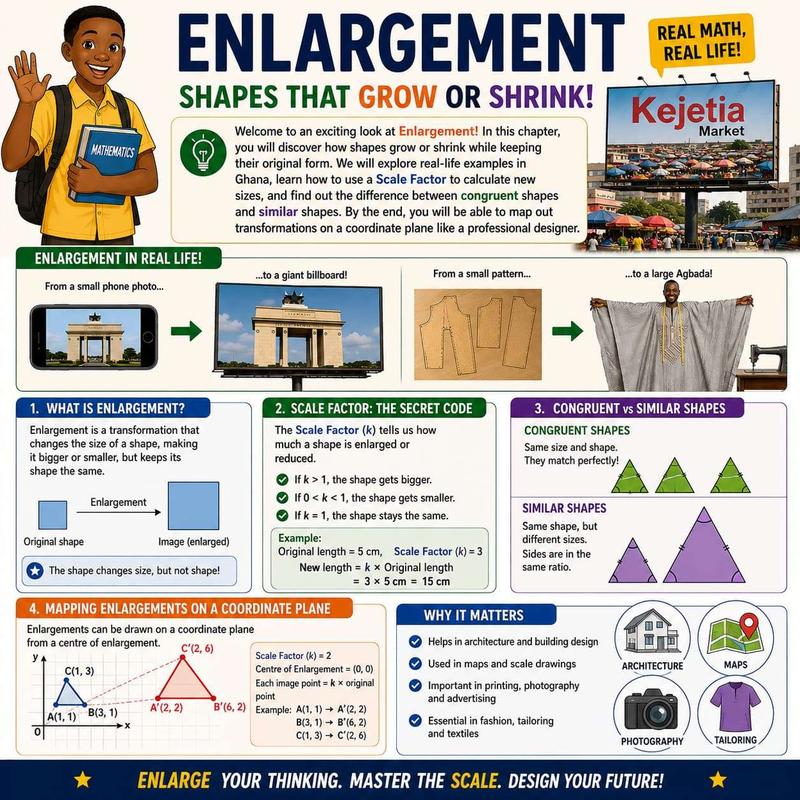 ENLARGEMENT
SHAPES THAT GROW OR SHRINK!
REAL MATH,
REAL LIFE!
MATHEMATICS
Kejetia
Market
Welcome to an exciting look at Enlargement! In this chapter,
you will discover how shapes grow or shrink while keeping
their original form. We will explore real-life examples in
Ghana, learn how to use a Scale Factor to calculate new
sizes, and find out the difference between congruent shapes
and similar shapes. By the end, you will be able to map out
transformations on a coordinate plane like a professional designer.
ENLARGEMENT IN REAL LIFE!
From a small phone photo...
...to a giant billboard!
From a small pattern...
...to a large Agbada!
1. WHAT IS ENLARGEMENT?
Enlargement is a transformation that
changes the size of a shape, making
it bigger or smaller, but keeps its
shape the same.
Enlargement
Original shape
Image (enlarged)
The shape changes size, but not shape!
2. SCALE FACTOR: THE SECRET CODE
The Scale Factor (k) tells us how
much a shape is enlarged or
reduced.
If k > 1, the shape gets bigger.
If 0 < k < 1, the shape gets smaller.
If k = 1, the shape stays the same.
Example:
Original length = 5 cm, Scale Factor (k) = 3
New length = k × Original length
= 3 × 5 cm = 15 cm
3. CONGRUENT vs SIMILAR SHAPES
CONGRUENT SHAPES
Same size and shape.
They match perfectly!
SIMILAR SHAPES
Same shape, but
different sizes.
Sides are in the
same ratio.
4. MAPPING ENLARGEMENTS ON A COORDINATE PLANE
Enlargements can be drawn on a coordinate plane
from a centre of enlargement.
y
C(1, 3)
A(1, 1)
B(3, 1)
x
0
C'(2, 6)
A'(2, 2)
B'(6, 2)
Scale Factor (k) = 2
Centre of Enlargement = (0, 0)
Each image point = k × original
point
Example: A(1, 1) → A'(2, 2)
B(3, 1) → B'(6, 2)
C(1, 3) → C'(2, 6)
WHY IT MATTERS
Helps in architecture and building design
Used in maps and scale drawings
Important in printing, photography
and advertising
Essential in fashion, tailoring
and textiles
ARCHITECTURE
MAPS
PHOTOGRAPHY
TAILORING
ENLARGE YOUR THINKING. MASTER THE SCALE. DESIGN YOUR FUTURE!